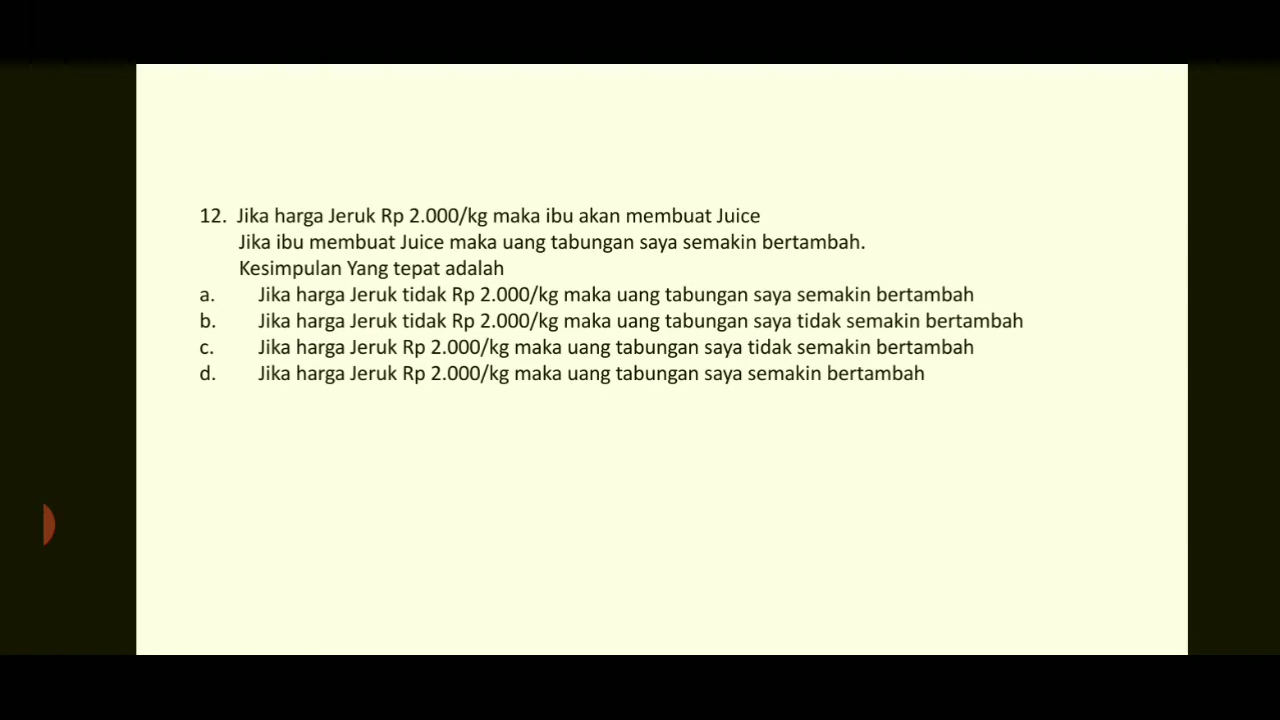 12. Jika harga Jeruk Rp 2.000/kg maka ibu akan membuat Juice
Jika ibu membuat Juice maka uang tabungan saya semakin bertambah.
Kesimpulan Yang tepat adalah
a. Jika harga Jeruk tidak Rp 2.000/kg maka uang tabungan saya semakin bertambah
b. Jika harga Jeruk tidak Rp 2.000/kg maka uang tabungan saya tidak semakin bertambah
c. Jika harga Jeruk Rp 2.000/kg maka uang tabungan saya tidak semakin bertambah
d. Jika harga Jeruk Rp 2.000/kg maka uang tabungan saya semakin bertambah